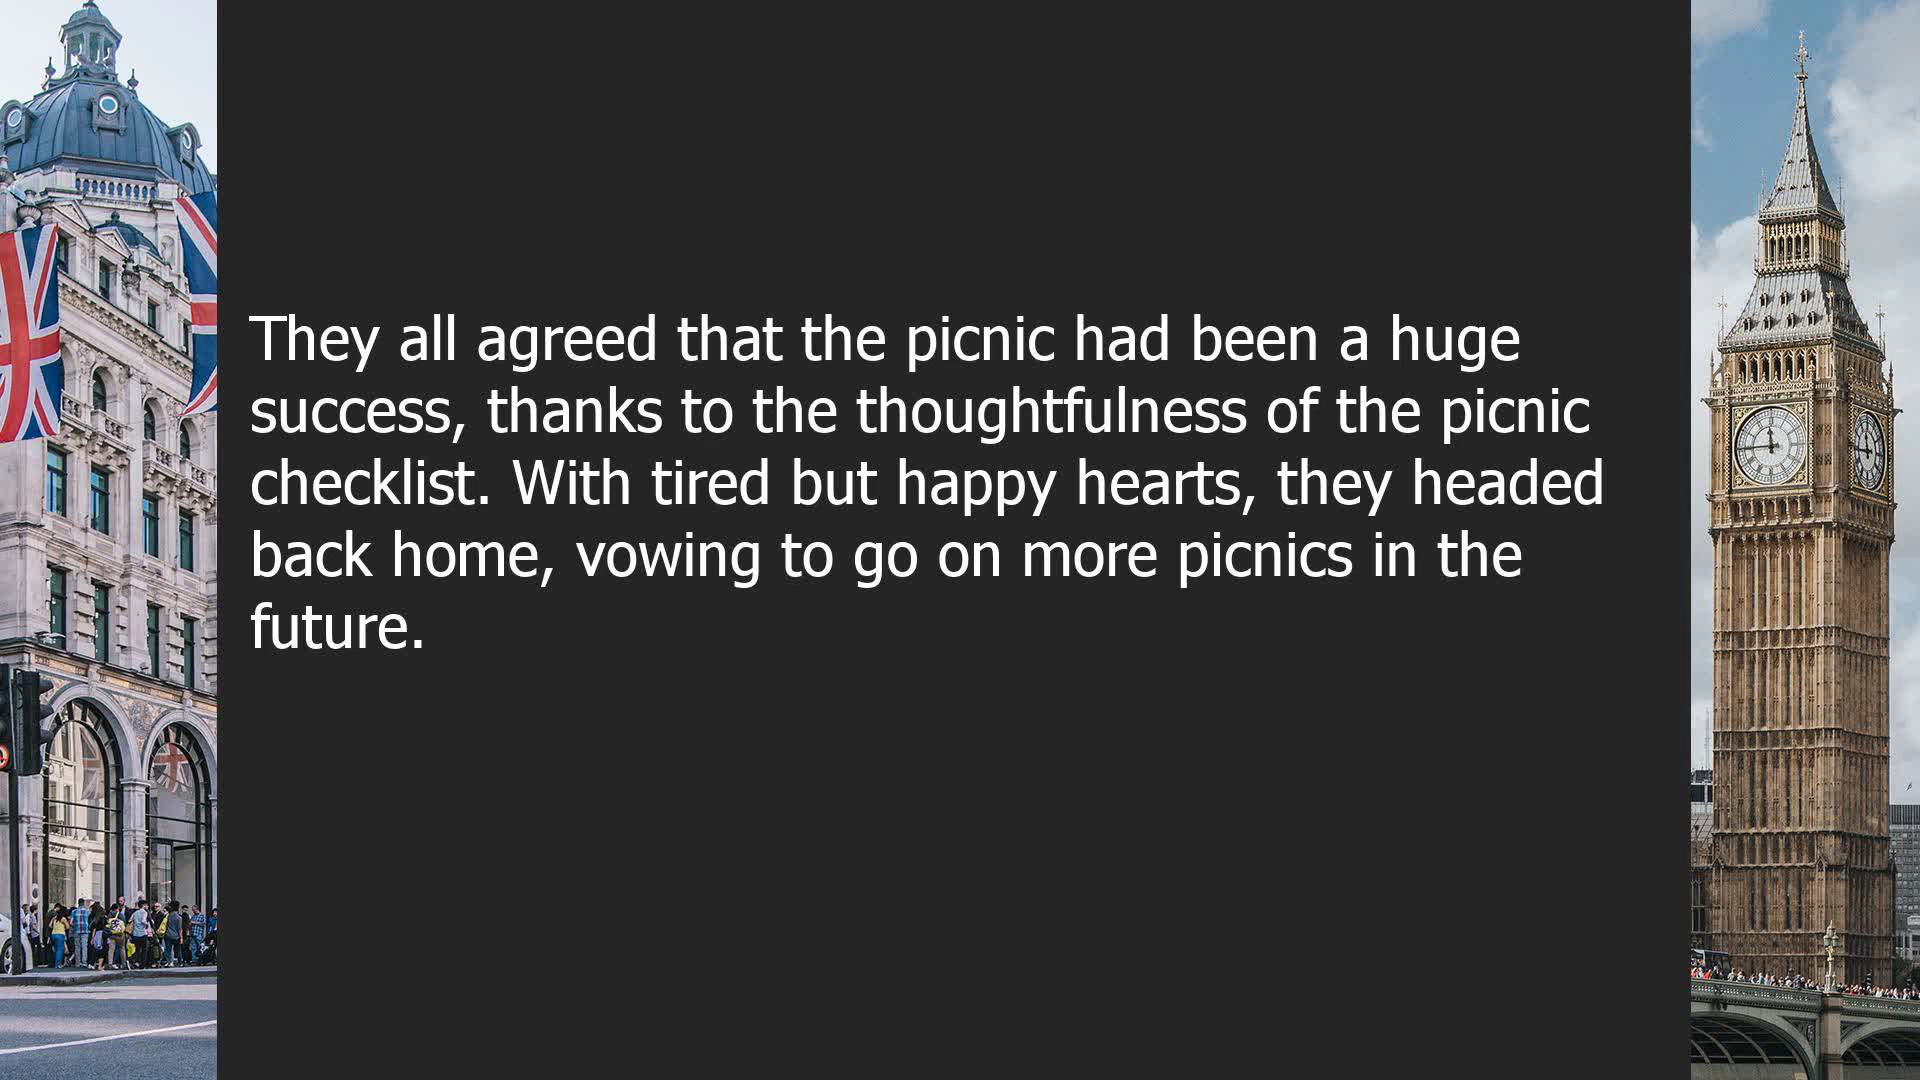 They all agreed that the picnic had been a huge
success, thanks to the thoughtfulness of the picnic
checklist. With tired but happy hearts, they headed
back home, vowing to go on more picnics in the
future.